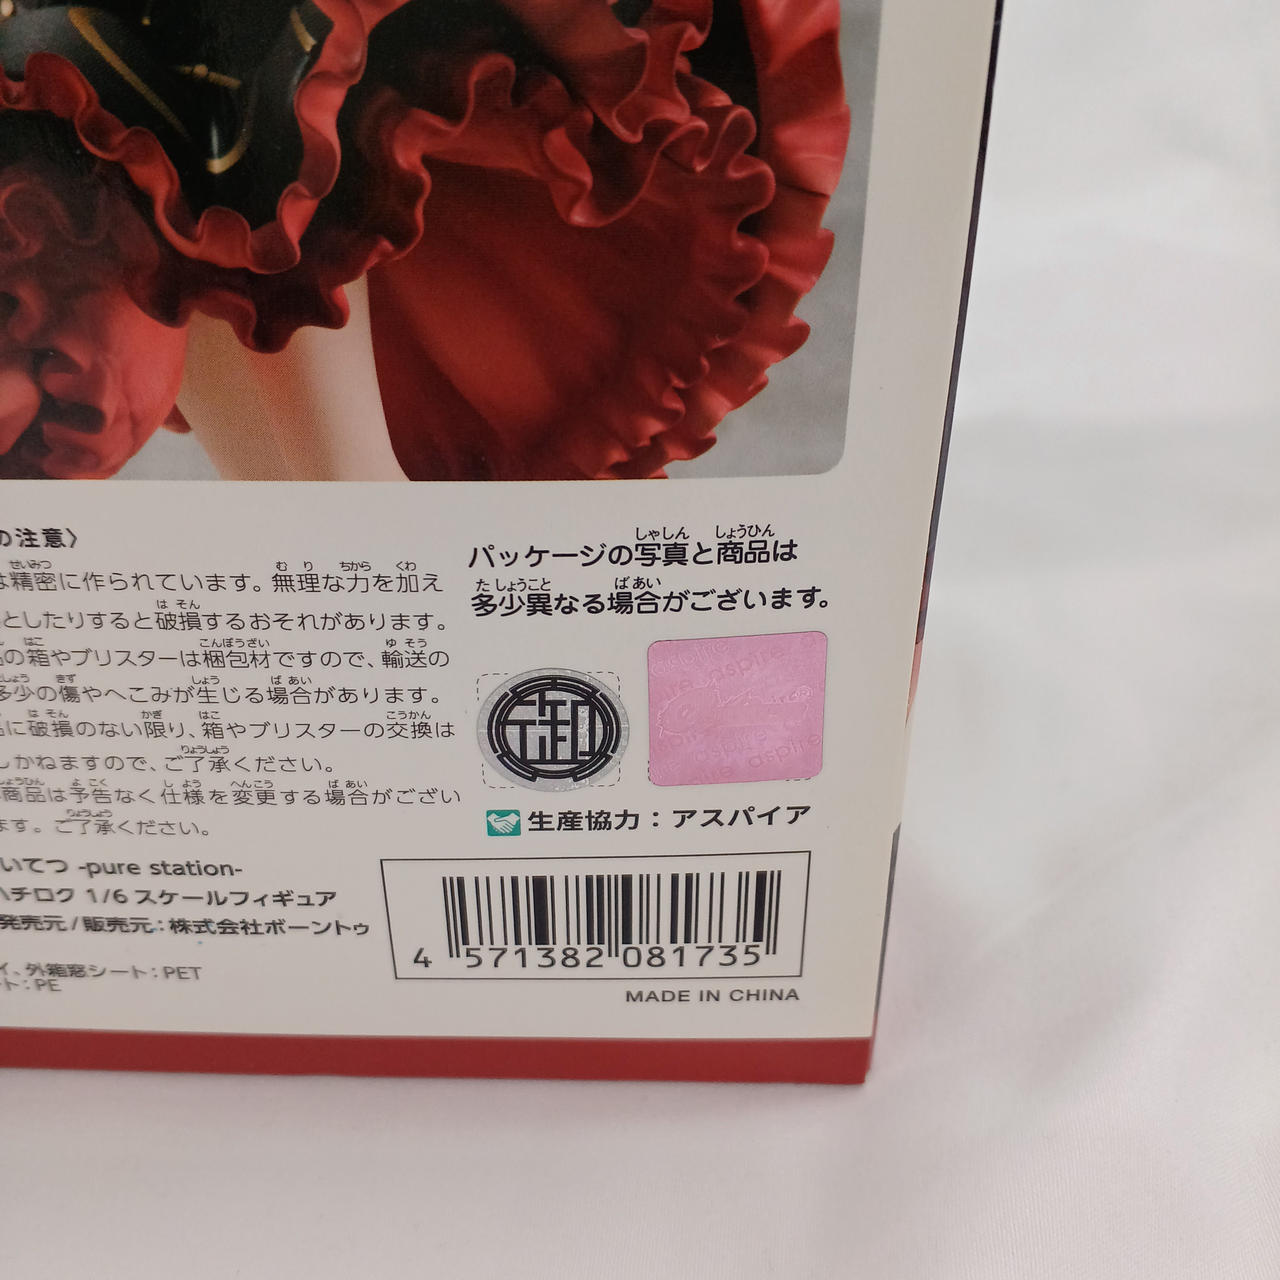 の注意〉
は精密に作られています。無理な力を加え
としたりすると破損するおそれがあります。
の箱やブリスターは梱包材ですので、輸送の
多少の傷やへこみが生じる場合があります。
に破損のない限り、箱やブリスターの交換は
しかねますので、ご了承ください。
商品は予告なく仕様を変更する場合がござい
ます。ご了承ください。
いてつ -pure station-
ハチロク 1/6 スケールフィギュア
発売元/販売元:株式会社ボーントゥ
イ、外箱窓シート:PET
ト:PE
パッケージの写真と商品は
多少異なる場合がございます。
御
aspire
生産協力:アスパイア
4 571382 081735
MADE IN CHINA